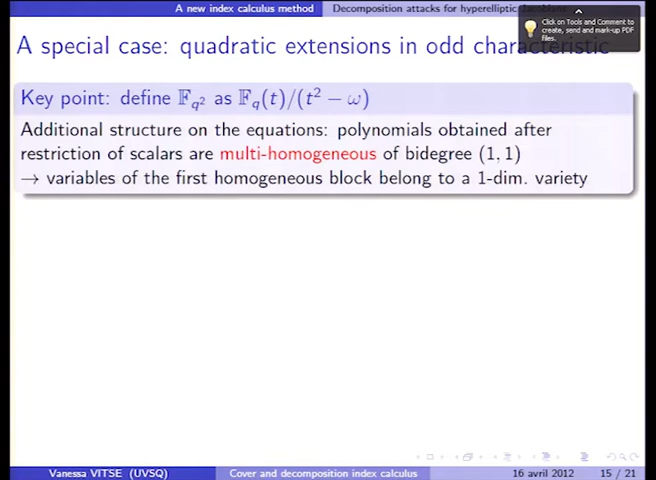 A new index calculus method Decomposition attacks for hyperelliptic
Click on Tools and Comment to
create, send and mark-up PDF
files.
A special case: quadratic extensions in odd characteristic
Key point: define 𝔽_{q²} as 𝔽_q(t)/(t² − ω)
Additional structure on the equations: polynomials obtained after
restriction of scalars are multi-homogeneous of bidegree (1, 1)
→ variables of the first homogeneous block belong to a 1-dim. variety
Vanessa VITSE (UVSQ) Cover and decomposition index calculus 16 avril 2012 15 / 21